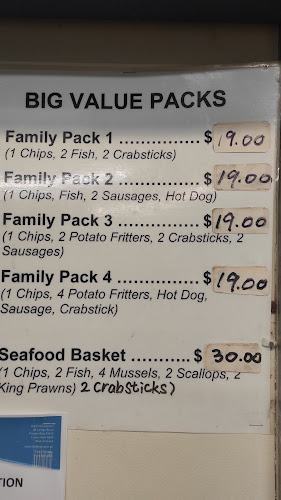 BIG VALUE PACKS
Family Pack 1 .............. $ 19.00
(1 Chips, 2 Fish, 2 Crabsticks)
Family Pack 2 .............. $ 19.00
(1 Chips, Fish, 2 Sausages, Hot Dog)
Family Pack 3 .............. $ 19.00
(1 Chips, 2 Potato Fritters, 2 Crabsticks, 2
Sausages)
Family Pack 4 .............. $ 19.00
(1 Chips, 4 Potato Fritters, Hot Dog,
Sausage, Crabstick)
Seafood Basket ............ $ 30.00
(1 Chips, 2 Fish, 4 Mussels, 2 Scallops, 2
King Prawns) 2 Crabsticks)
TION